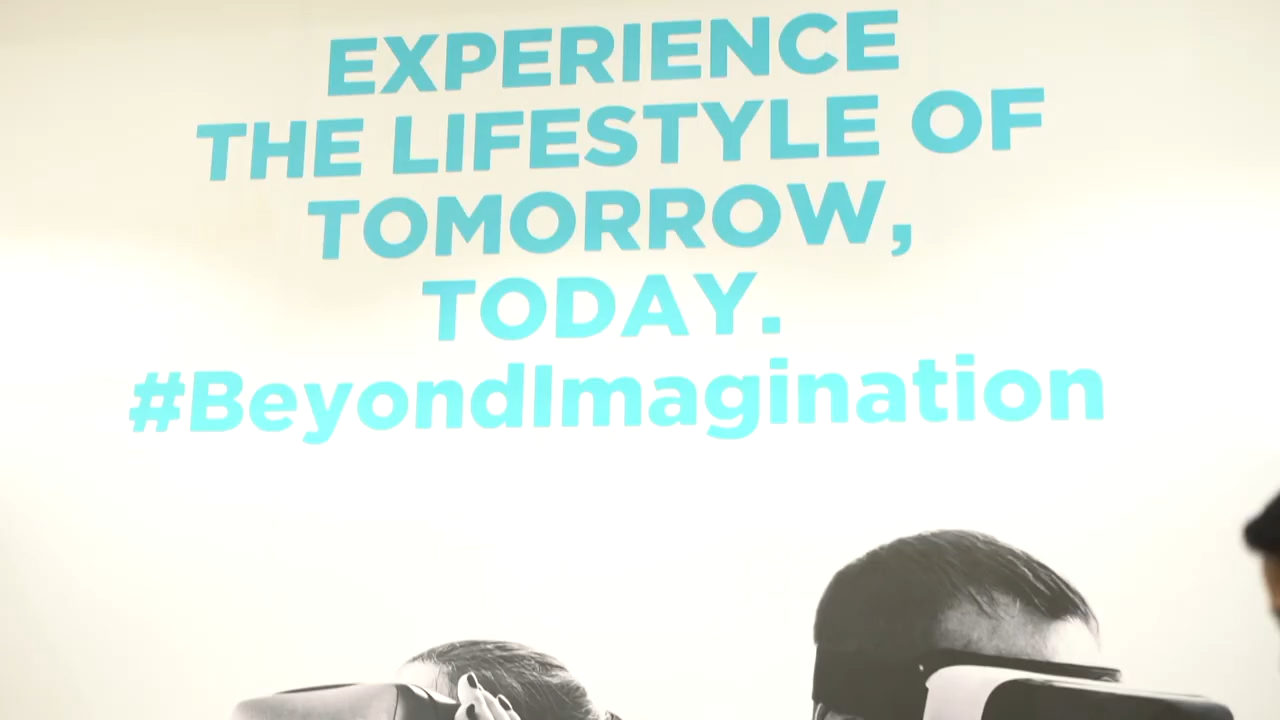 EXPERIENCE
THE LIFESTYLE OF
TOMORROW,
TODAY.
#BeyondImagination